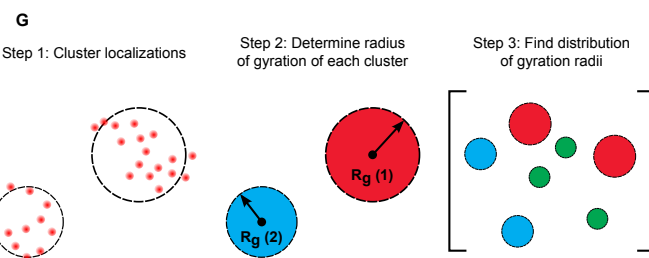 G
Step 1: Cluster localizations
Step 2: Determine radius
of gyration of each cluster
Step 3: Find distribution
of gyration radii
Rg (1)
Rg (2)